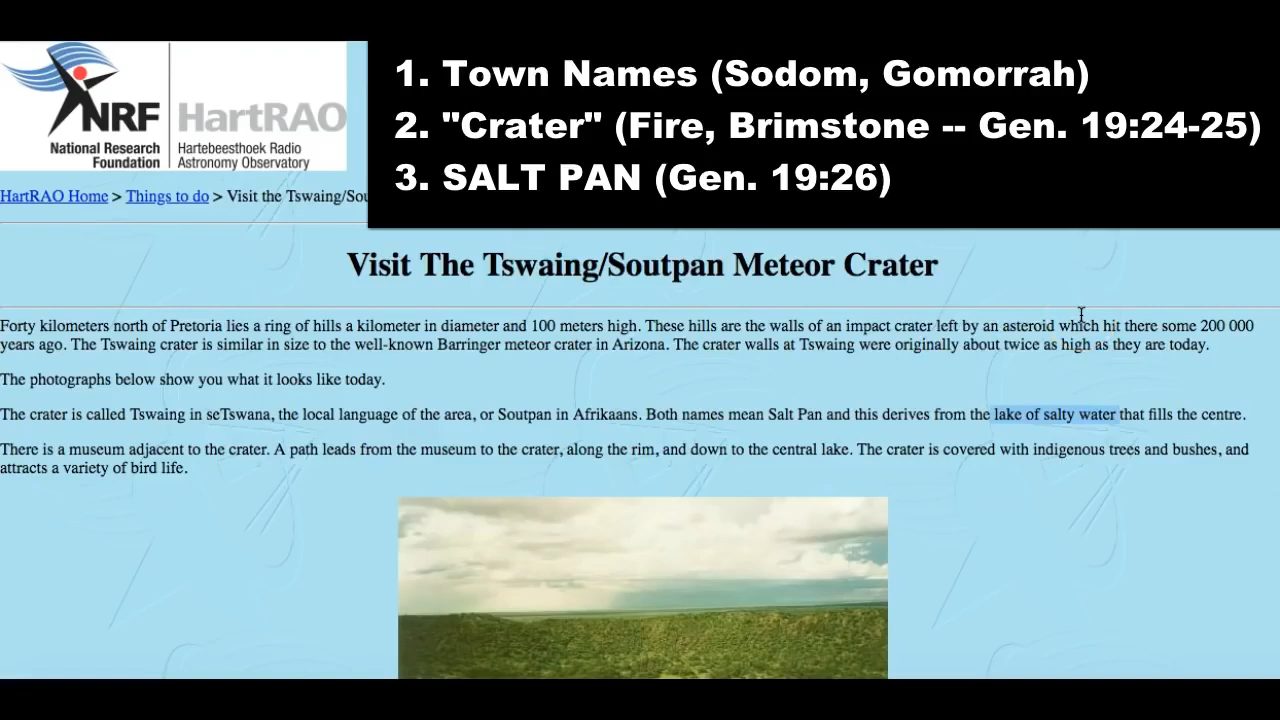 1. Town Names (Sodom, Gomorrah)
2. "Crater" (Fire, Brimstone -- Gen. 19:24-25)
3. SALT PAN (Gen. 19:26)
NRF HartRAO
National Research Hartebeesthoek Radio
Foundation Astronomy Observatory
HartRAO Home > Things to do > Visit the Tswaing/Sou
Visit The Tswaing/Soutpan Meteor Crater
Forty kilometers north of Pretoria lies a ring of hills a kilometer in diameter and 100 meters high. These hills are the walls of an impact crater left by an asteroid which hit there some 200 000
years ago. The Tswaing crater is similar in size to the well-known Barringer meteor crater in Arizona. The crater walls at Tswaing were originally about twice as high as they are today.
The photographs below show you what it looks like today.
The crater is called Tswaing in seTswana, the local language of the area, or Soutpan in Afrikaans. Both names mean Salt Pan and this derives from the lake of salty water that fills the centre.
There is a museum adjacent to the crater. A path leads from the museum to the crater, along the rim, and down to the central lake. The crater is covered with indigenous trees and bushes, and
attracts a variety of bird life.